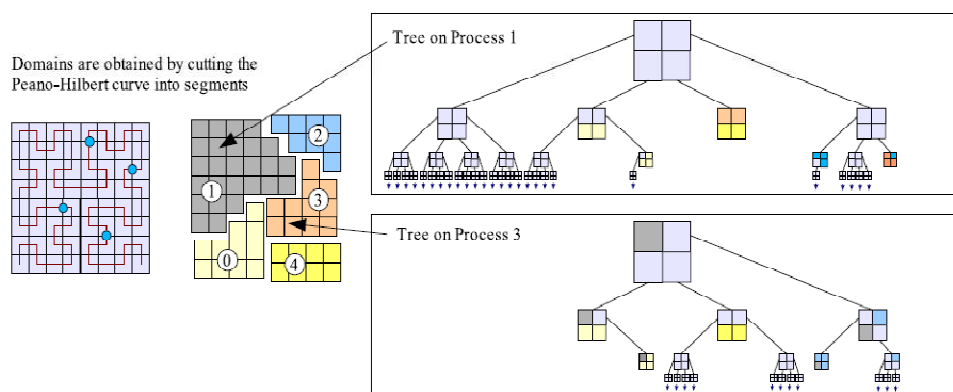 Tree on Process 1
Domains are obtained by cutting the
Peano-Hilbert curve into segments
2
1
3
Tree on Process 3
0
4